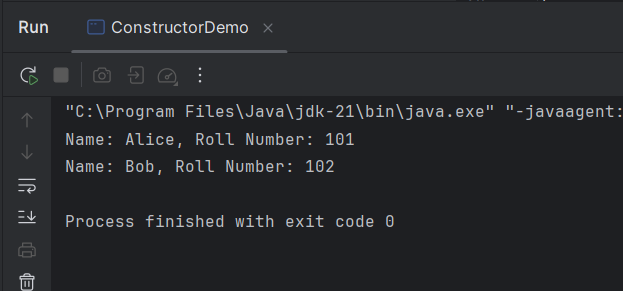 Run ConstructorDemo
"C:\Program Files\Java\jdk-21\bin\java.exe" "-javaagent:
Name: Alice, Roll Number: 101
Name: Bob, Roll Number: 102
Process finished with exit code 0